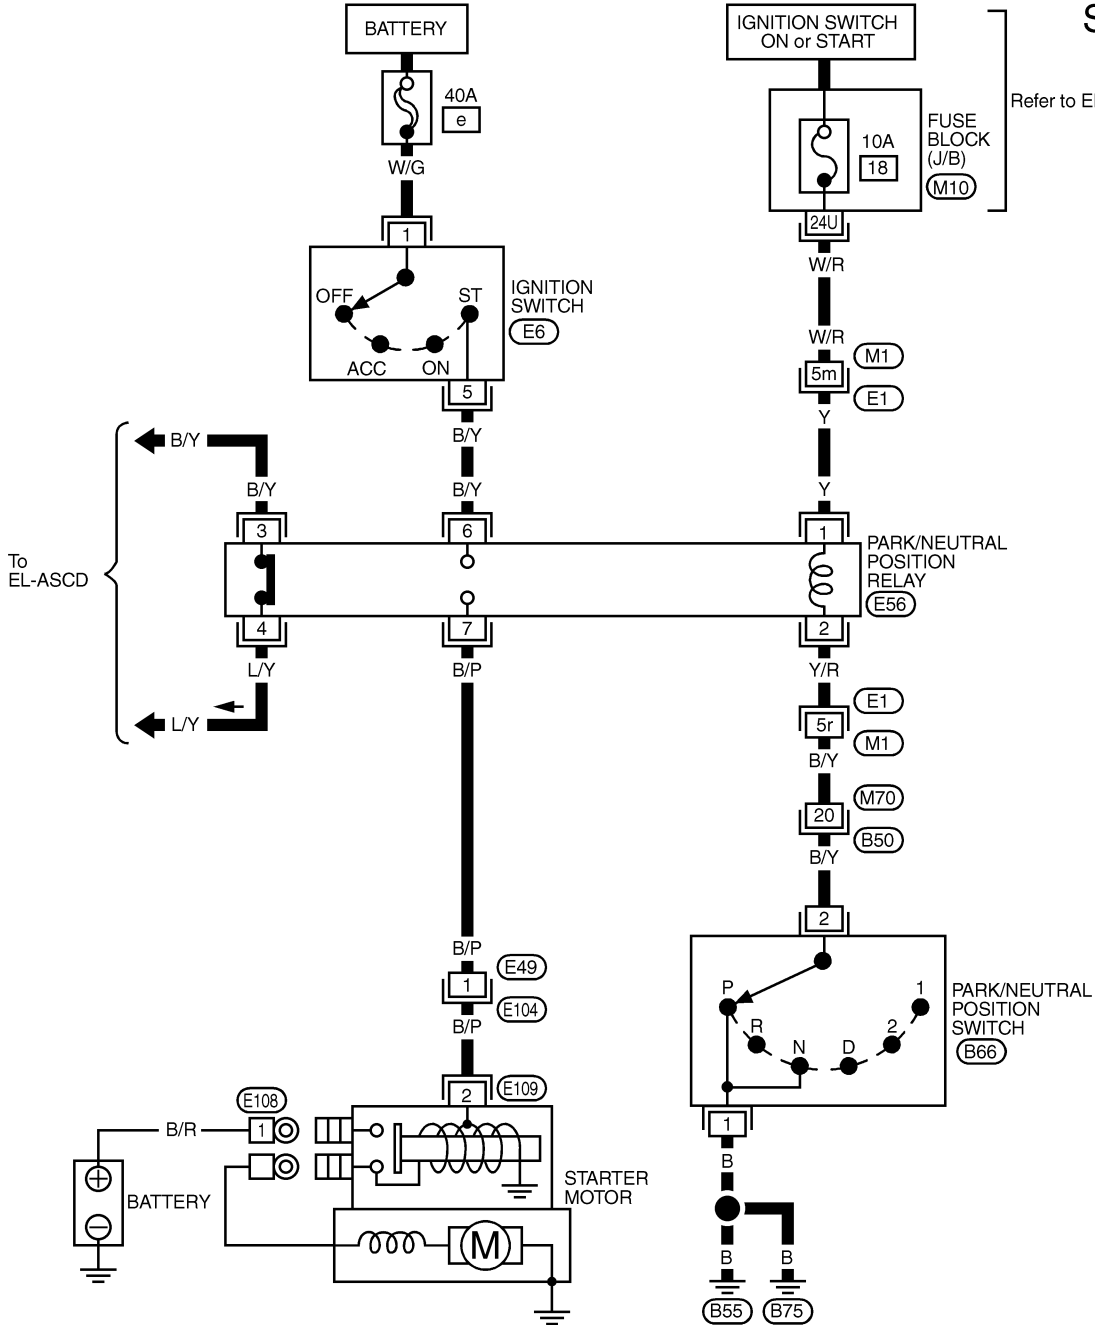 BATTERY
IGNITION SWITCH
ON or START
S
40A
e
W/G
1
Refer to El
FUSE
BLOCK
(J/B)
M10
10A
18
24U
W/R
W/R
OFF
ST
ACC
ON
IGNITION
SWITCH
E6
5
M1
5m
E1
B/Y
B/Y
B/Y
B/Y
Y
Y
3
6
1
To
EL-ASCD
PARK/NEUTRAL
POSITION
RELAY
E56
4
7
2
L/Y
B/P
Y/R
L/Y
E1
5r
M1
B/Y
M70
20
B50
B/Y
2
B/P
E49
1
E104
B/P
P
R
N
D
2
1
PARK/NEUTRAL
POSITION
SWITCH
B66
1
2
E109
E108
B/R
1
BATTERY
STARTER
MOTOR
M
B
B
B
B55
B75